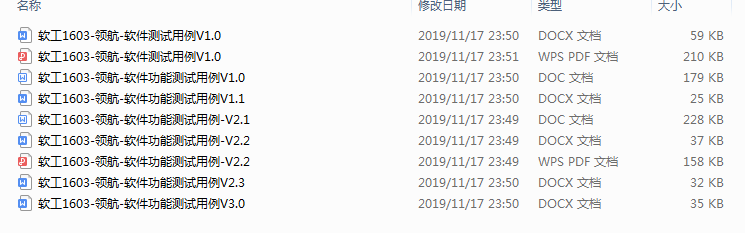 名称 修改日期 类型 大小
软工1603-领航-软件测试用例V1.0 2019/11/17 23:50 DOCX 文档 59 KB
软工1603-领航-软件测试用例V1.0 2019/11/17 23:51 WPS PDF 文档 210 KB
软工1603-领航-软件功能测试用例V1.0 2019/11/17 23:50 DOC 文档 179 KB
软工1603-领航-软件功能测试用例V1.1 2019/11/17 23:50 DOCX 文档 25 KB
软工1603-领航-软件功能测试用例-V2.1 2019/11/17 23:49 DOC 文档 228 KB
软工1603-领航-软件功能测试用例-V2.2 2019/11/17 23:49 DOCX 文档 37 KB
软工1603-领航-软件功能测试用例-V2.2 2019/11/17 23:49 WPS PDF 文档 158 KB
软工1603-领航-软件功能测试用例V2.3 2019/11/17 23:50 DOCX 文档 32 KB
软工1603-领航-软件功能测试用例V3.0 2019/11/17 23:50 DOCX 文档 35 KB